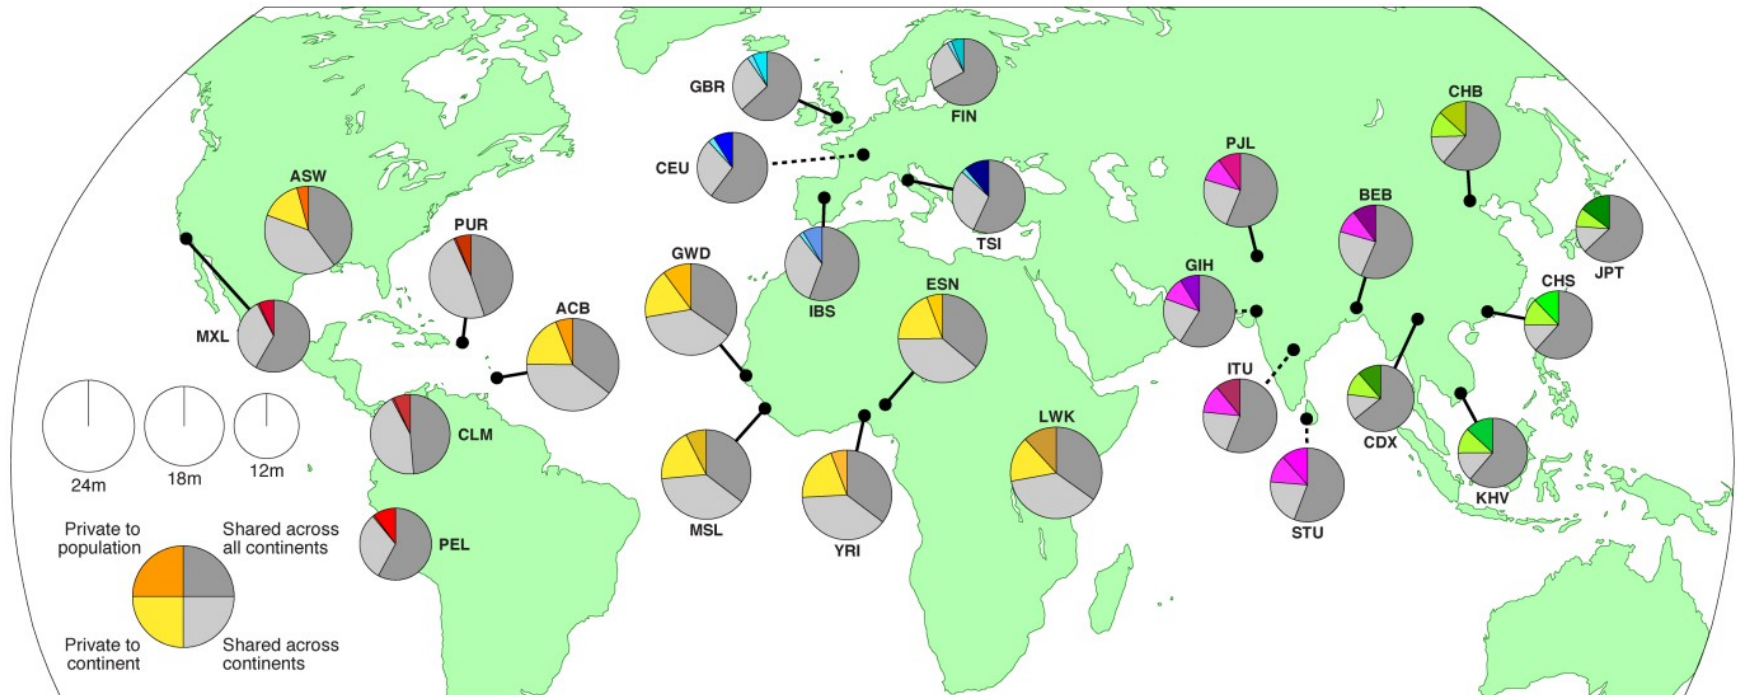 GBR
FIN
CHB
CEU
PJL
ASW
BEB
PUR
TSI
GWD
GIH
JPT
ESN
CHS
IBS
ACB
MXL
ITU
LWK
CLM
CDX
24m
18m
12m
KHV
MSL
STU
YRI
PEL
Private to
population
Shared across
all continents
Private to
continent
Shared across
continents